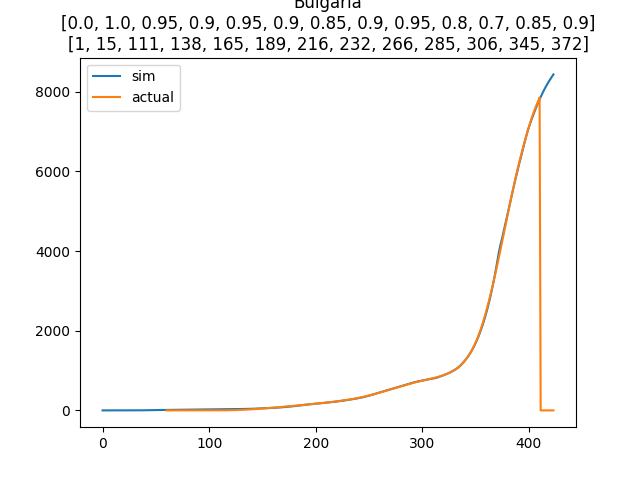 Bulgaria
[0.0, 1.0, 0.95, 0.9, 0.95, 0.9, 0.85, 0.9, 0.95, 0.8, 0.7, 0.85, 0.9]
[1, 15, 111, 138, 165, 189, 216, 232, 266, 285, 306, 345, 372]
sim
actual
8000
6000
4000
2000
0
0 100 200 300 400